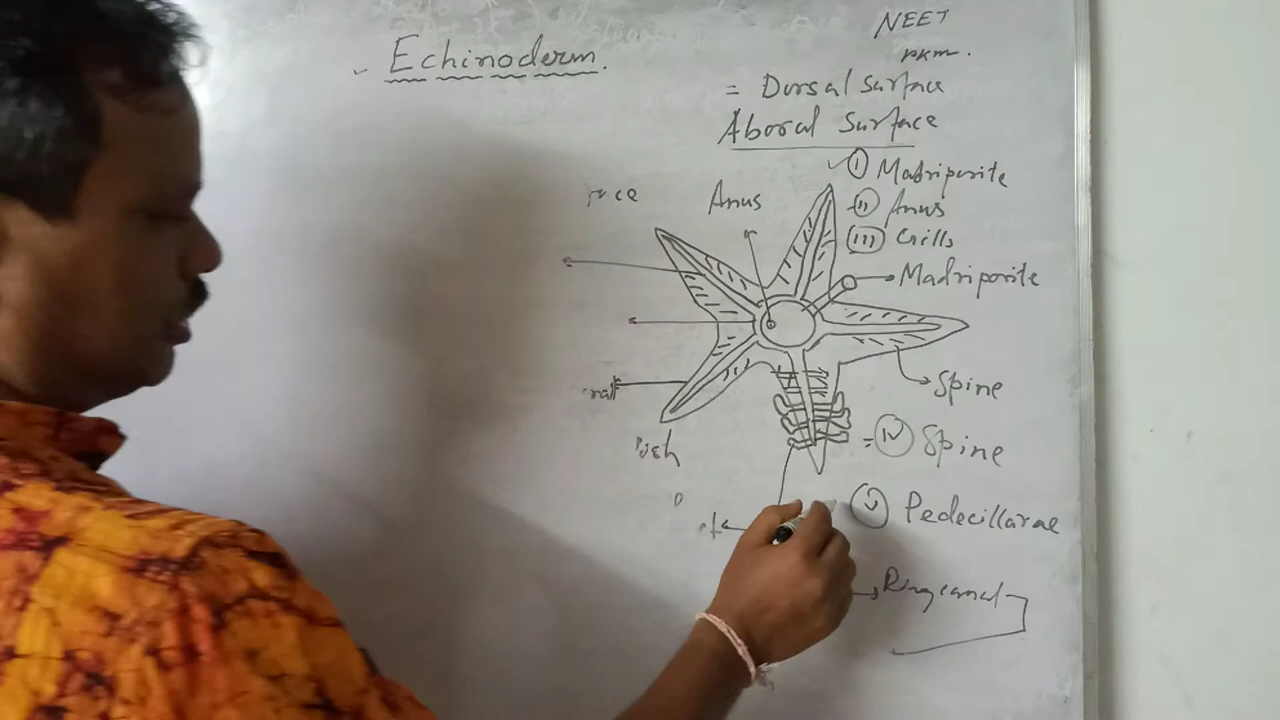 NEET
Echinoderm.
PKM.
= Dorsal Surface
Aboral Surface
I Madriporite
Anus
II Anus
III Gills
Madriporite
Spine
IV Spine
V Pedecillarae
Ring canal